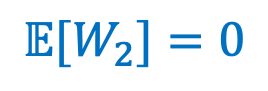 𝔼[W₂] = 0